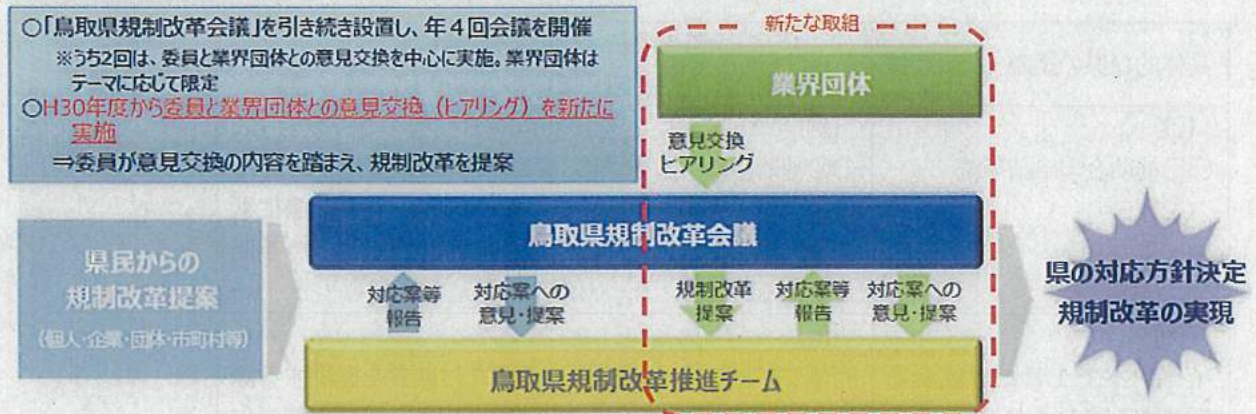 ○「鳥取県規制改革会議」を引き続き設置し、年４回会議を開催
※うち2回は、委員と業界団体との意見交換を中心に実施。業界団体は
テーマに応じて限定
○H30年度から委員と業界団体との意見交換（ヒアリング）を新たに
実施
⇒委員が意見交換の内容を踏まえ、規制改革を提案
新たな取組
業界団体
意見交換
ヒアリング
鳥取県規制改革会議
県民からの
規制改革提案
（個人・企業・団体・市町村等）
対応案等
報告
対応案への
意見・提案
規制改革
提案
対応案等
報告
対応案への
意見・提案
鳥取県規制改革推進チーム
県の対応方針決定
規制改革の実現